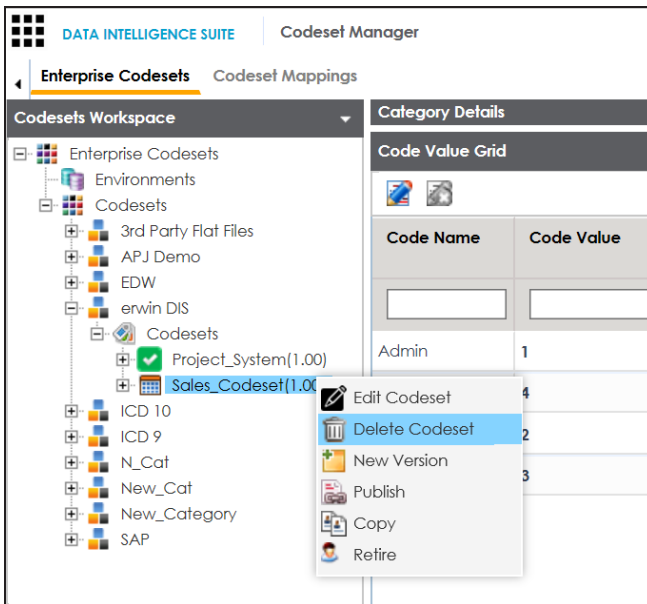 DATA INTELLIGENCE SUITE
Codeset Manager
Enterprise Codesets
Codeset Mappings
Codesets Workspace
Enterprise Codesets
Environments
Codesets
3rd Party Flat Files
APJ Demo
EDW
erwin DIS
Codesets
Project_System(1.00)
Sales_Codeset(1.00
ICD 10
ICD 9
N_Cat
New_Cat
New_Category
SAP
Category Details
Code Value Grid
Code Name
Code Value
Admin
1
4
2
3
Edit Codeset
Delete Codeset
New Version
Publish
Copy
Retire